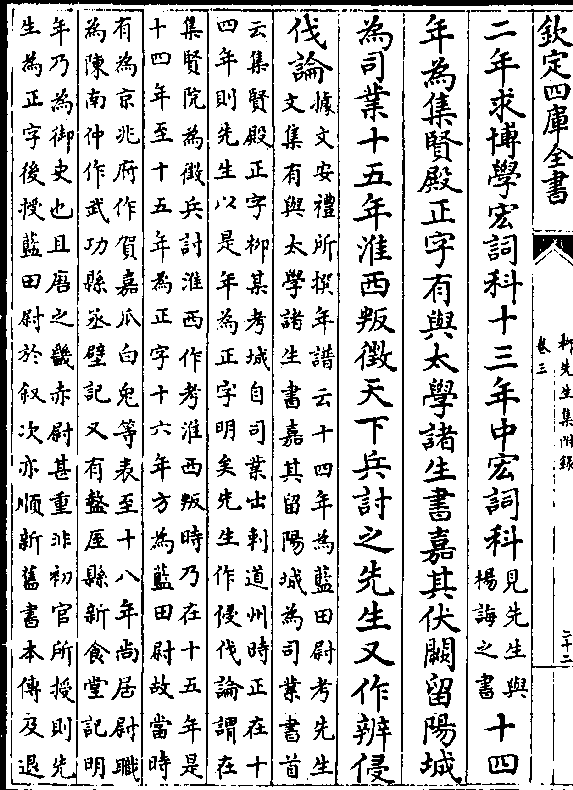 欽定四庫全書
柳先生集附錄
卷三
二十二
二年求博學宏詞科十三年中宏詞科見先生與楊誨之書十四
年為集賢殿正字有與太學諸生書嘉其伏闕留陽城
為司業十五年淮西叛徵天下兵討之先生又作辨侵
伐論據文安禮所撰年譜云十四年為藍田尉考先生
文集有與太學諸生書嘉其留陽城為司業書首
云集賢殿正字柳某考城自司業出刺道州時正在十
四年則先生以是年為正字明矣先生作侵伐論謂在
集賢院為徵兵討淮西作考淮西叛時乃在十五年是
十四年至十五年為正字十六年方為藍田尉故當時
有為京兆府作賀嘉瓜白兔等表至十八年尚居尉職
為陳南仲作武功縣丞壁記又有盩厔縣新食堂記明
年乃為御史也且唐之畿赤尉甚重非初官所授則先
生為正字後授藍田尉於叙次亦順新舊書本傳及退